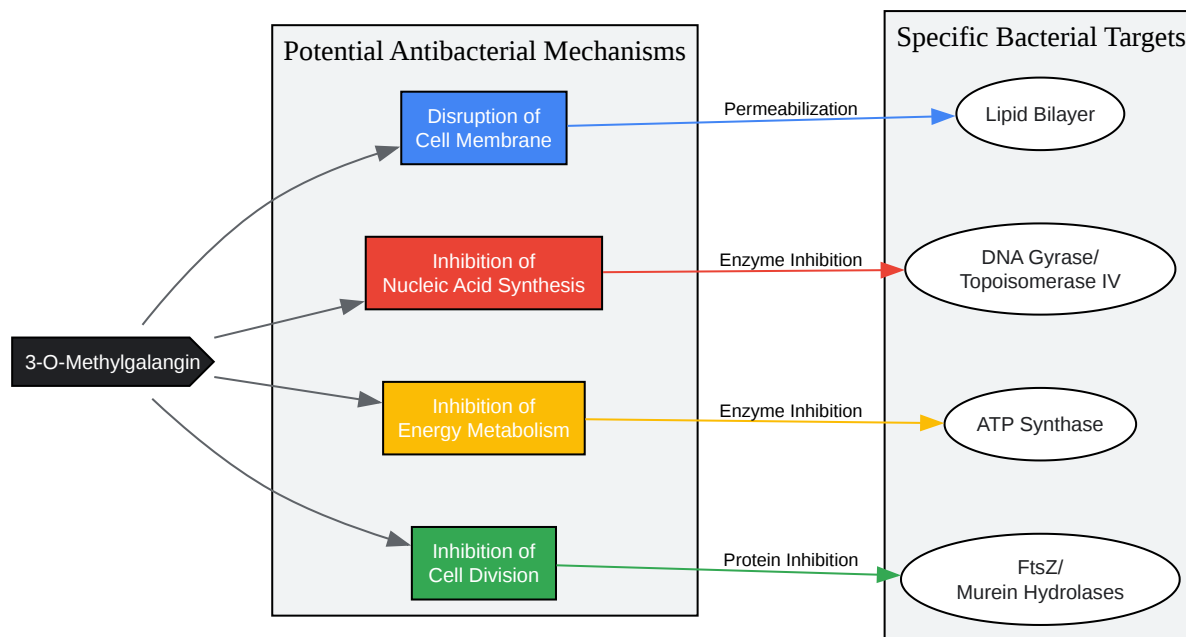 Potential Antibacterial Mechanisms
Specific Bacterial Targets
Disruption of
Cell Membrane
Permeabilization
Lipid Bilayer
Inhibition of
Nucleic Acid Synthesis
Enzyme Inhibition
DNA Gyrase/
Topoisomerase IV
3-O-Methylgalangin
Inhibition of
Energy Metabolism
Enzyme Inhibition
ATP Synthase
Inhibition of
Cell Division
Protein Inhibition
FtsZ/
Murein Hydrolases